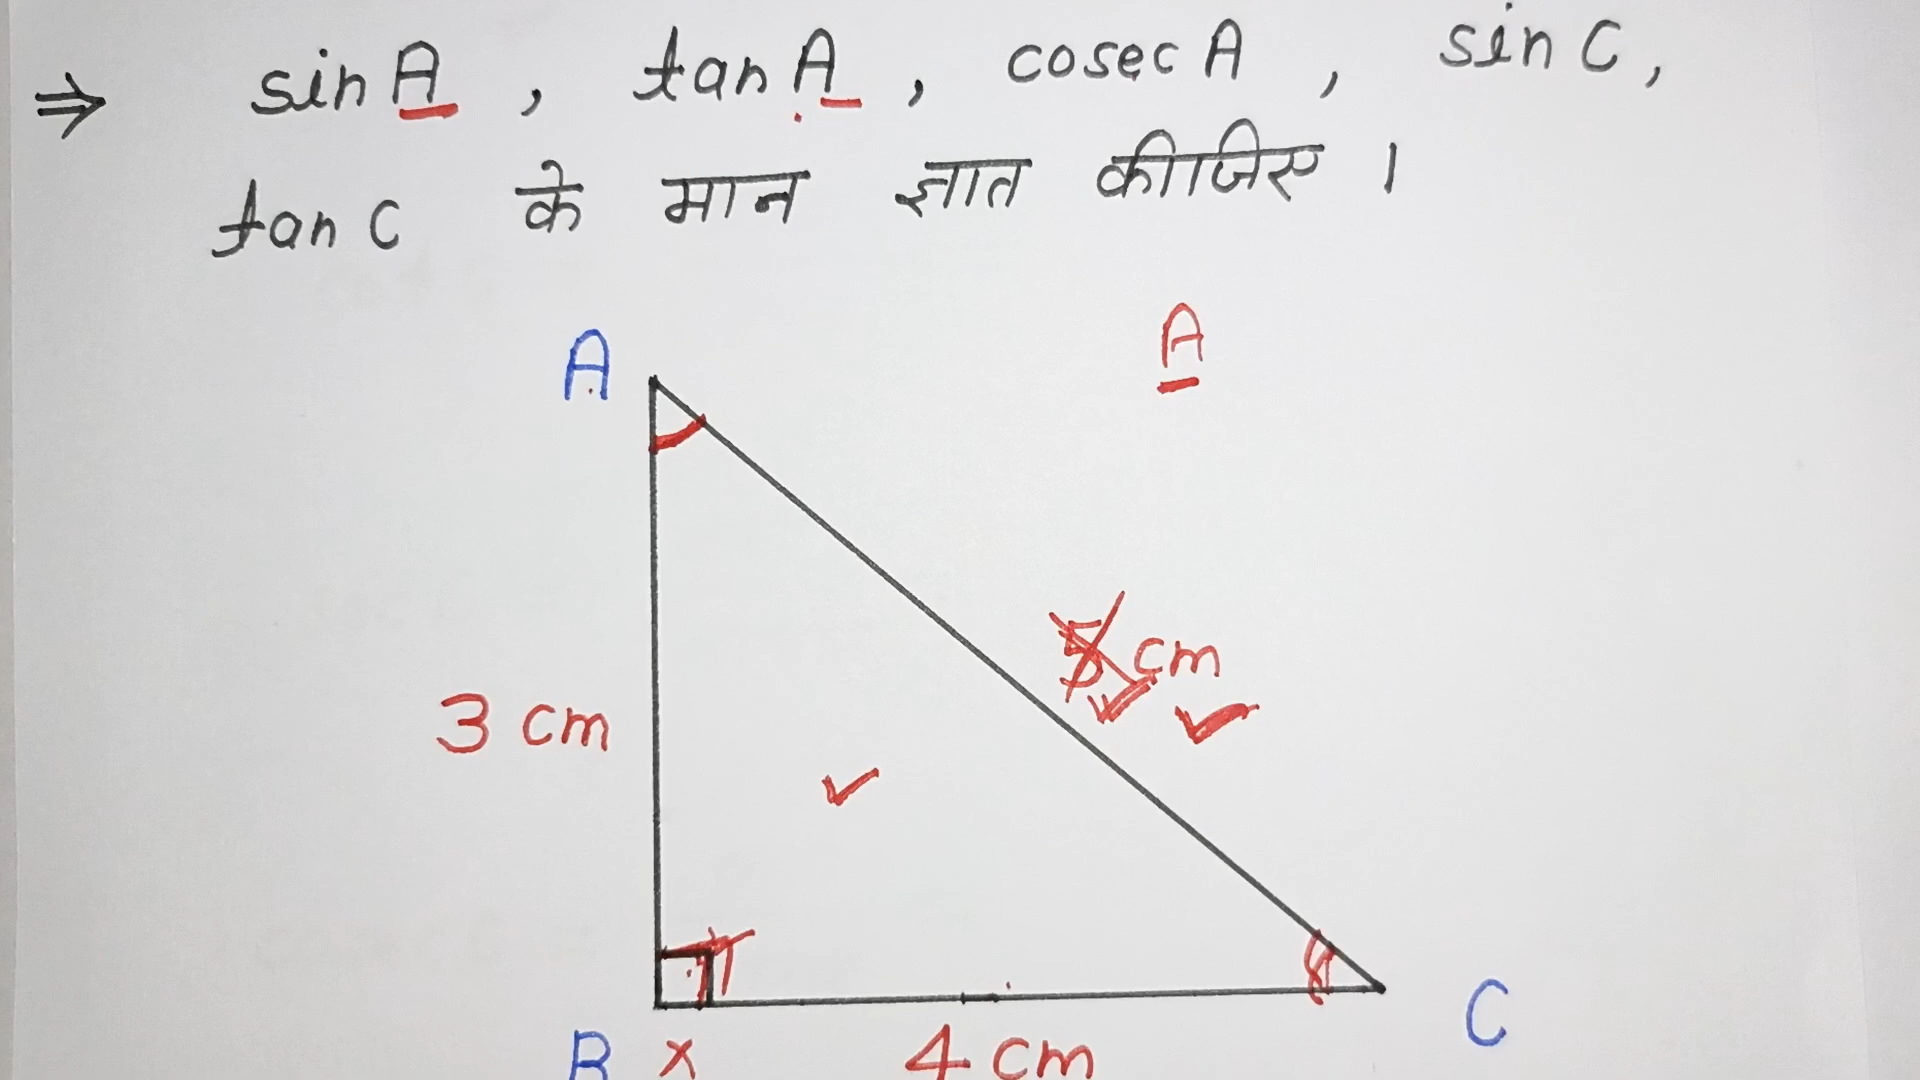 ⇒ sin A , tan A , cosec A , sin C ,
tan C के मान ज्ञात कीजिए ।
A
A
5 cm
3 cm
C
B x 4 cm